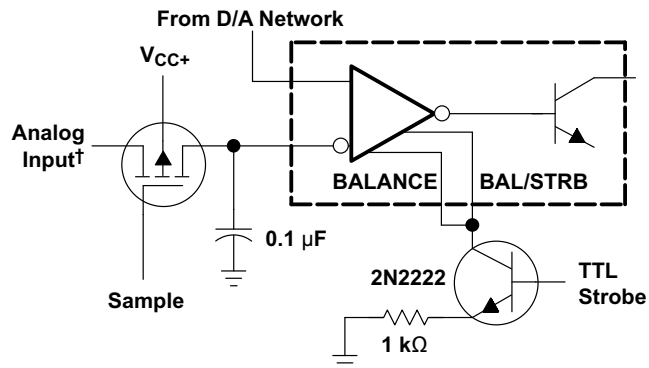 From D/A Network
VCC+
Analog
Input†
BALANCE
BAL/STRB
0.1 µF
2N2222
TTL
Strobe
Sample
1 kΩ